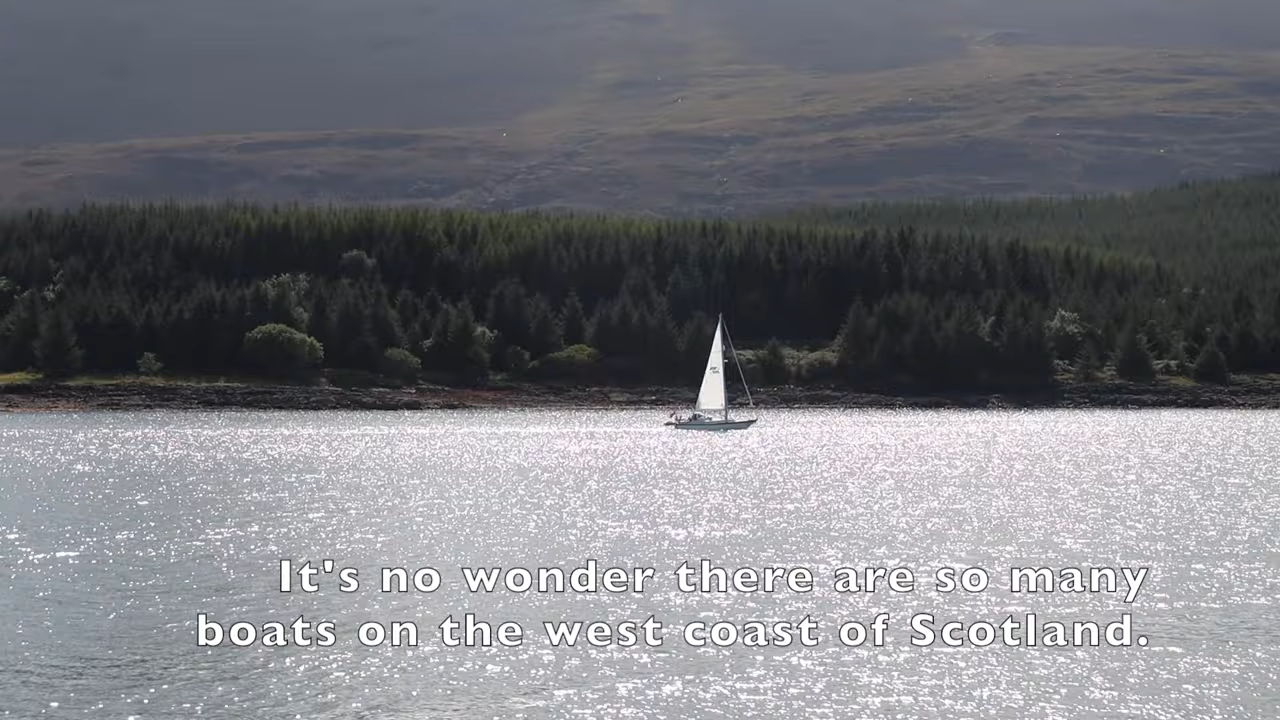 It's no wonder there are so many
boats on the west coast of Scotland.